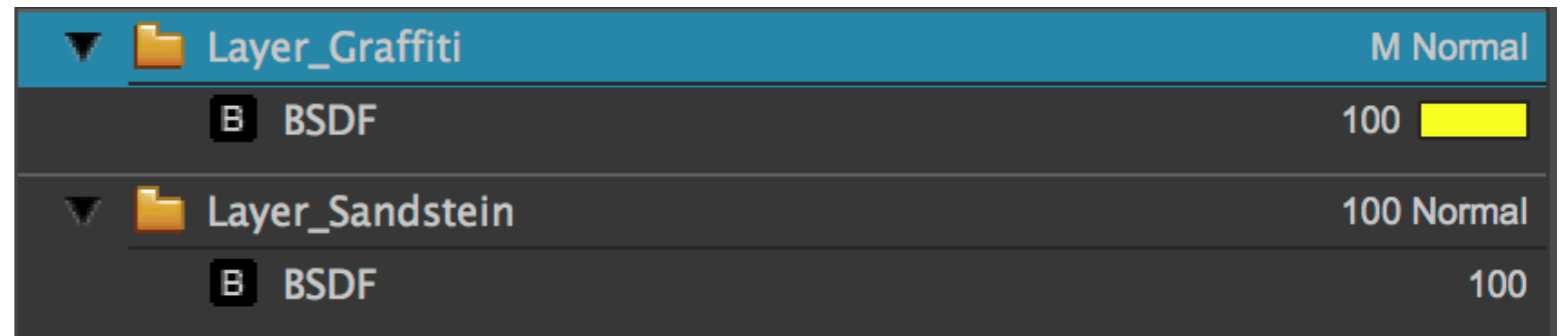 Layer_Graffiti M Normal
B BSDF 100
Layer_Sandstein 100 Normal
B BSDF 100